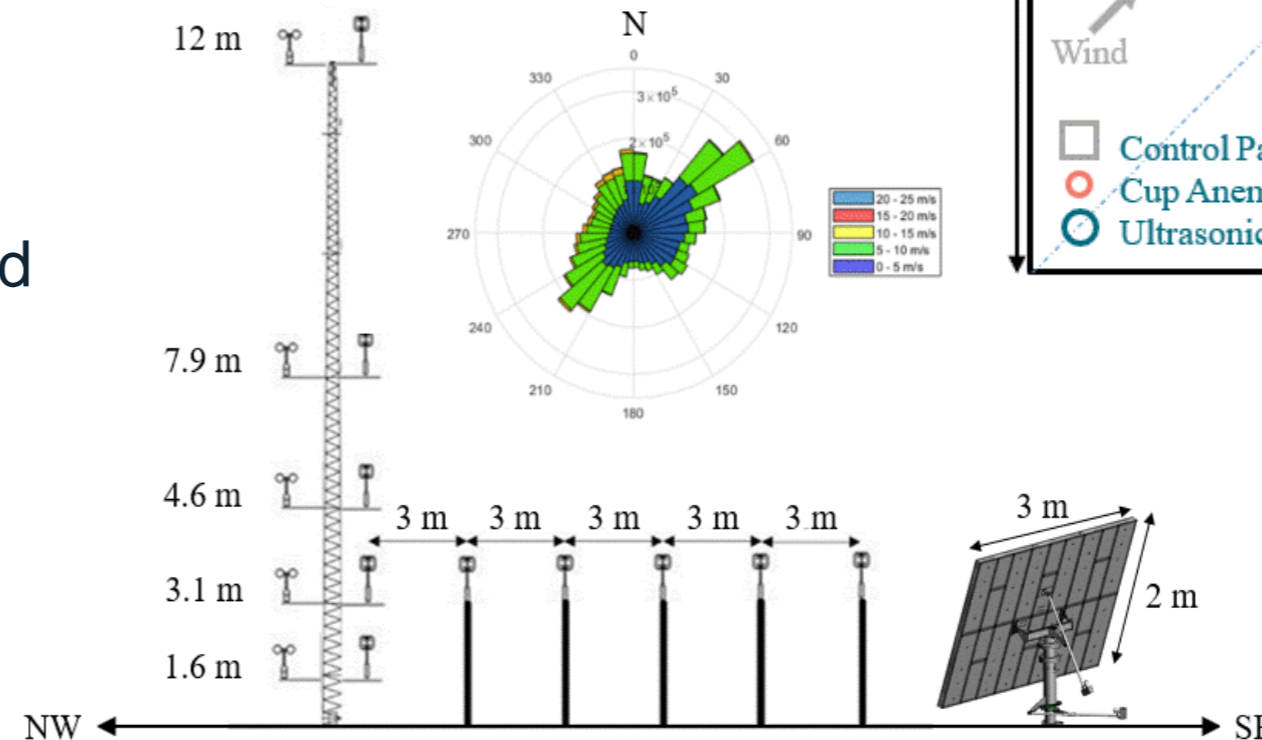 12 m
7.9 m
4.6 m
3.1 m
1.6 m
d
N
0
30
60
90
120
150
180
210
240
270
300
330
3×10⁵
2×10⁵
20 - 25 m/s
15 - 20 m/s
10 - 15 m/s
5 - 10 m/s
0 - 5 m/s
Wind
Control Pa
Cup Anem
Ultrasonic
3 m 3 m 3 m 3 m 3 m
3 m
2 m
NW
SE